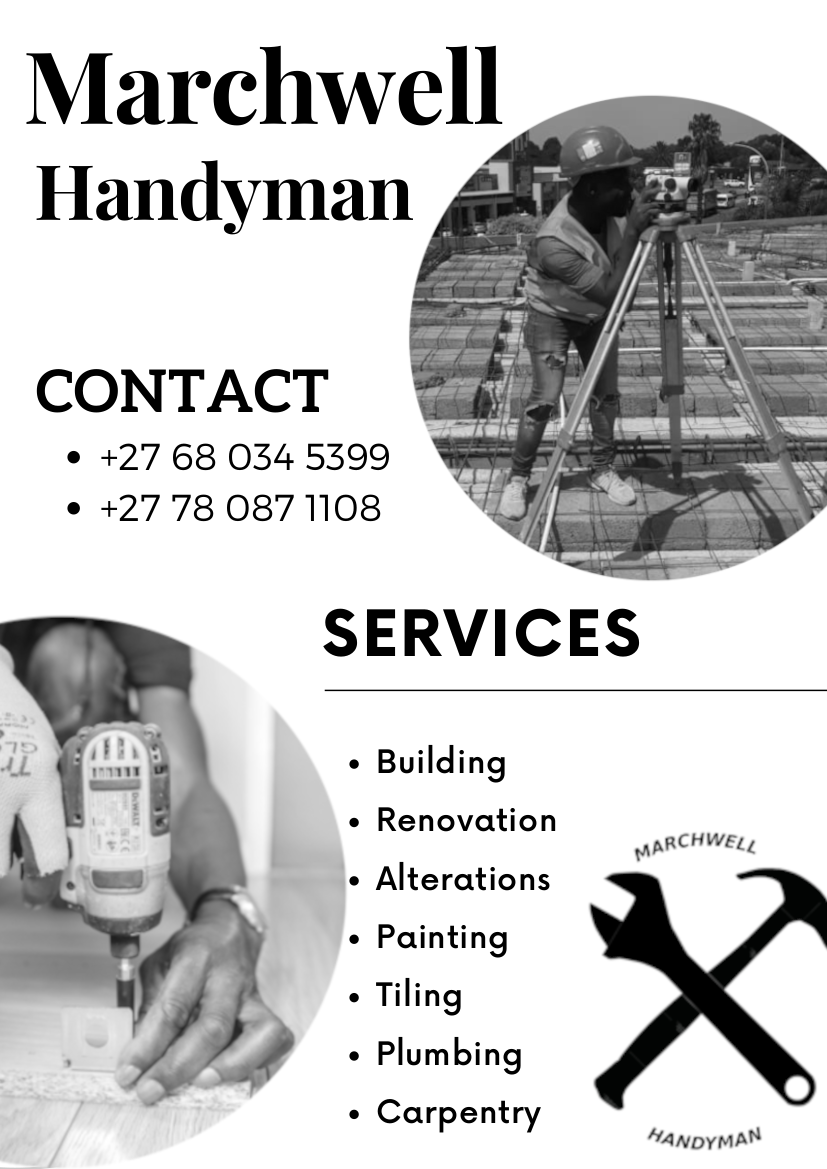 Marchwell
Handyman
CONTACT
• +27 68 034 5399
• +27 78 087 1108
SERVICES
• Building
• Renovation
• Alterations
• Painting
• Tiling
• Plumbing
• Carpentry
MARCHWELL
HANDYMAN
DEWALT